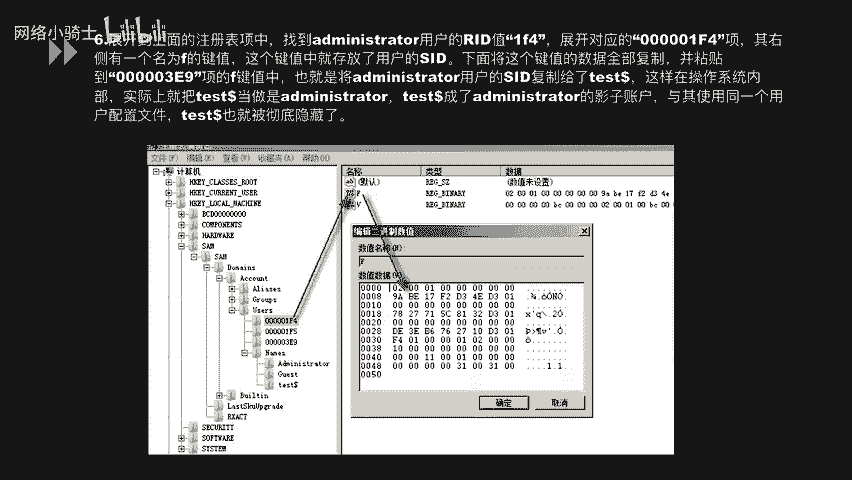 网络小骑士 bilibili
6.展开到上面的注册表项中，找到administrator用户的RID值“1f4”，展开对应的“000001F4”项，其右
侧有一个名为f的键值，这个键值中就存放了用户的SID。下面将这个键值的数据全部复制，并粘贴
到“000003E9”项的f键值中，也就是将administrator用户的SID复制给了test$，这样在操作系统内
部，实际上就把test$当做是administrator，test$成了administrator的影子账户，与其使用同一个用
户配置文件，test$也就被彻底隐藏了。
文件(F) 编辑(E) 查看(V) 收藏夹(A) 帮助(H)
计算机
HKEY_CLASSES_ROOT
HKEY_CURRENT_USER
HKEY_LOCAL_MACHINE
BCD00000000
COMPONENTS
HARDWARE
SAM
SAM
Domains
Account
Aliases
Groups
Users
000001F4
000001F5
000003E9
Names
Administrator
Guest
test$
Builtin
LastSkuUpgrade
RXACT
SECURITY
SOFTWARE
SYSTEM
名称 类型 数据
(默认) REG_SZ (数值未设置)
F REG_BINARY 02 00 01 00 00 00 00 00 9a be 17 f2 d3 4e
V REG_BINARY 00 00 00 00 bc 00 00 00 02 00 01 00 bc 00
编辑二进制数值
数值名称(N):
F
数值数据(V):
0000 02 00 01 00 00 00 00 00 ........
0008 9A BE 17 F2 D3 4E D3 01
0010 00 00 00 00 00 00 00 00 ........
0018 78 27 71 5C 81 32 D3 01 x'q\.2Ó.
0020 00 00 00 00 00 00 00 00 ........
0028 DE 3E B6 76 27 10 D3 01 Þ>¶v'.Ó.
0030 F4 01 00 00 01 02 00 00 ô.......
0038 10 00 00 00 00 00 00 00 ........
0040 00 00 11 00 01 00 00 00 ........
0048 00 00 00 00 31 00 31 00 ....1.1.
0050
确定 取消